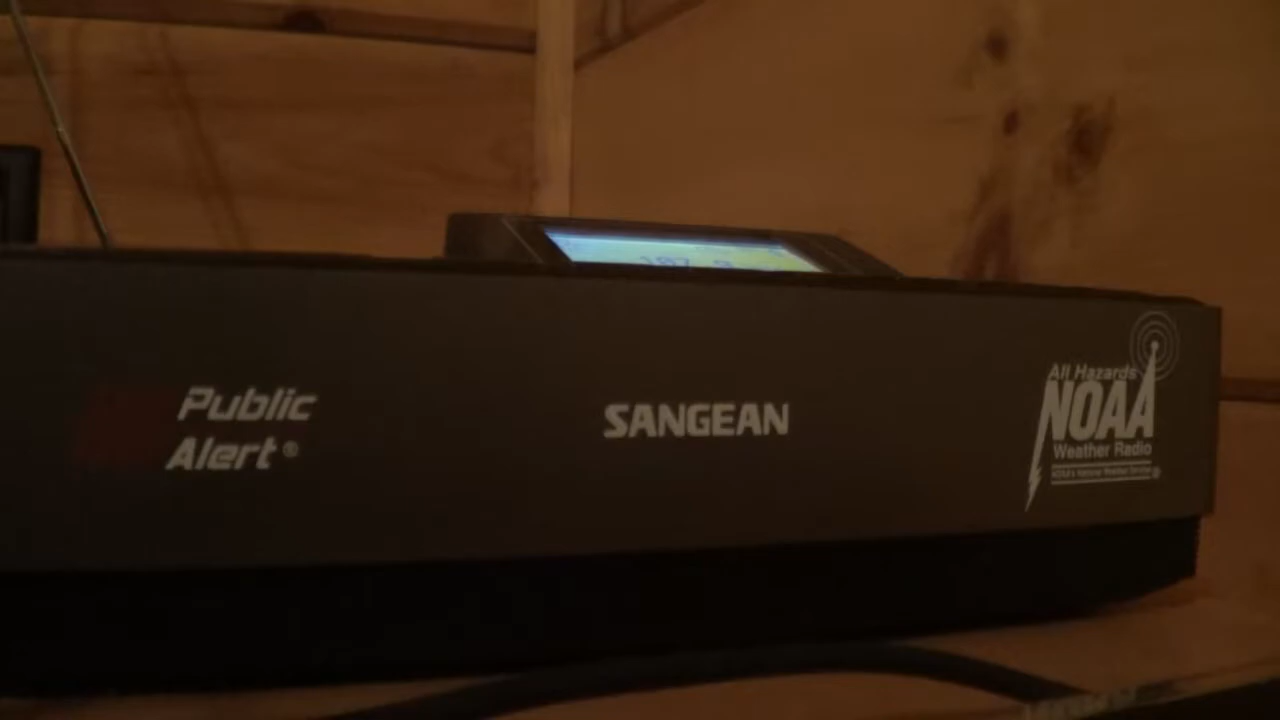 Public
Alert®
SANGEAN
All Hazards
NOAA
Weather Radio